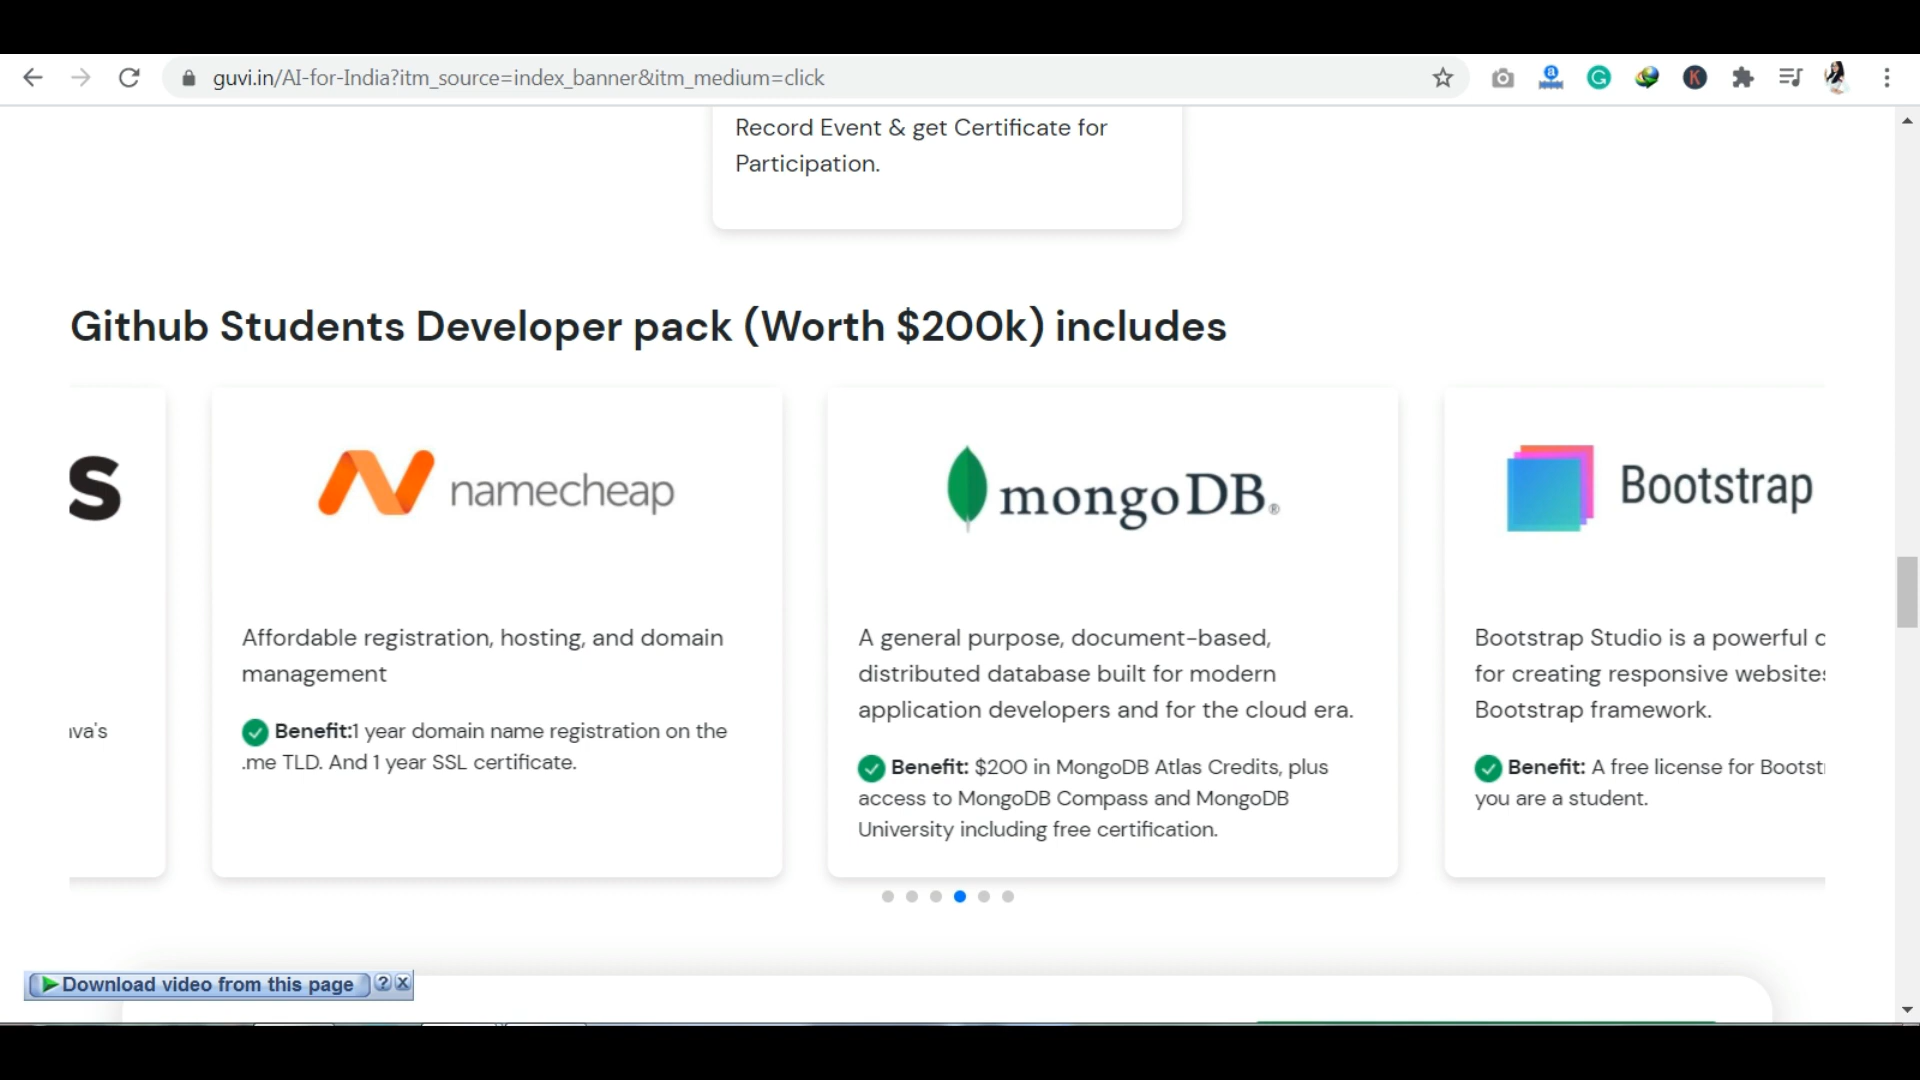 guvi.in/AI-for-India?itm_source=index_banner&itm_medium=click
Record Event & get Certificate for
Participation.
Github Students Developer pack (Worth $200k) includes
S
namecheap
mongoDB®
Bootstrap
Affordable registration, hosting, and domain
management
Benefit:1 year domain name registration on the
.me TLD. And 1 year SSL certificate.
A general purpose, document-based,
distributed database built for modern
application developers and for the cloud era.
Benefit: $200 in MongoDB Atlas Credits, plus
access to MongoDB Compass and MongoDB
University including free certification.
Bootstrap Studio is a powerful
for creating responsive websites
Bootstrap framework.
Benefit: A free license for
you are a student.
Download video from this page